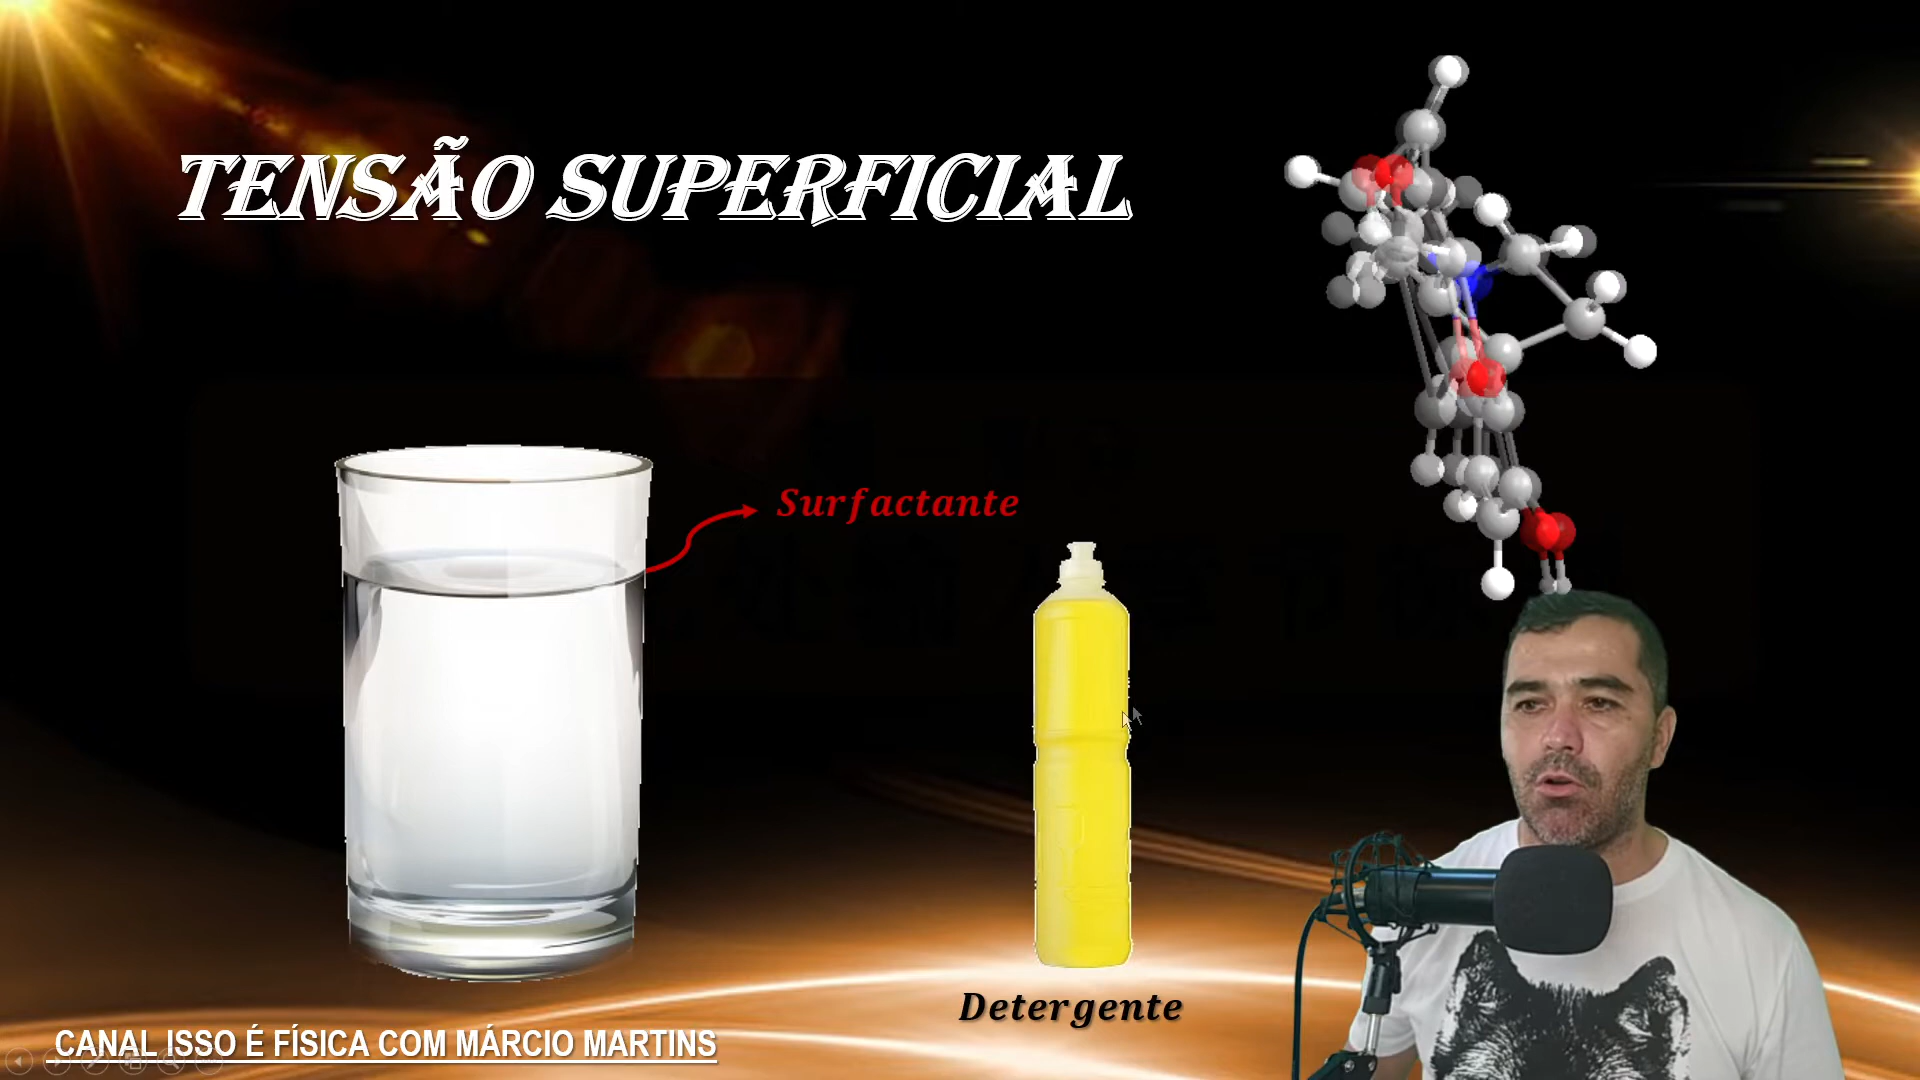 TENSÃO SUPERFICIAL
Surfactante
Detergente
CANAL ISSO É FÍSICA COM MÁRCIO MARTINS